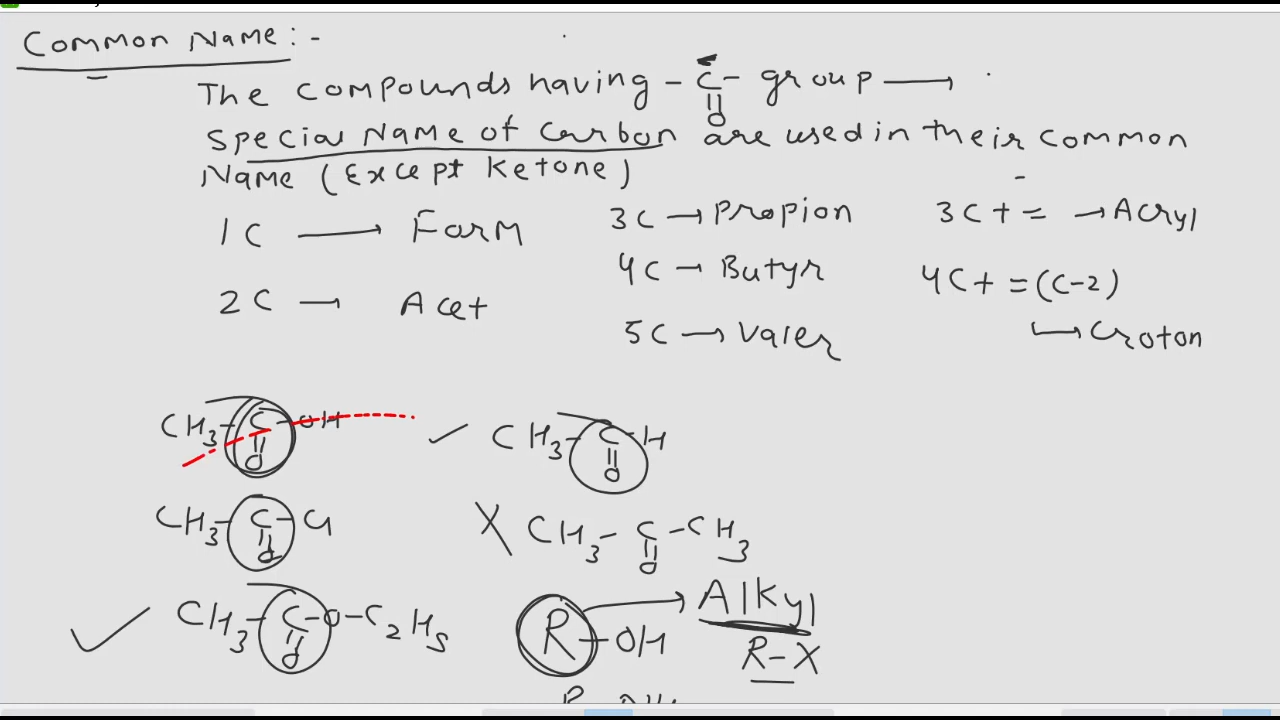 Common Name:-
The compounds having -C- group →
||
O
special Name of Carbon are used in their common
Name (Except Ketone)
1C → Form
2C → Acet
3C → Propion
4C → Butyr
5C → Valer
3C + = → Acryl
4C + = (C-2)
→ Croton
CH3-C-OH
||
O
CH3-C-H
||
O
CH3-C-Cl
||
O
X CH3-C-CH3
||
O
CH3-C-O-C2H5
||
O
R-OH → Alkyl
R-X